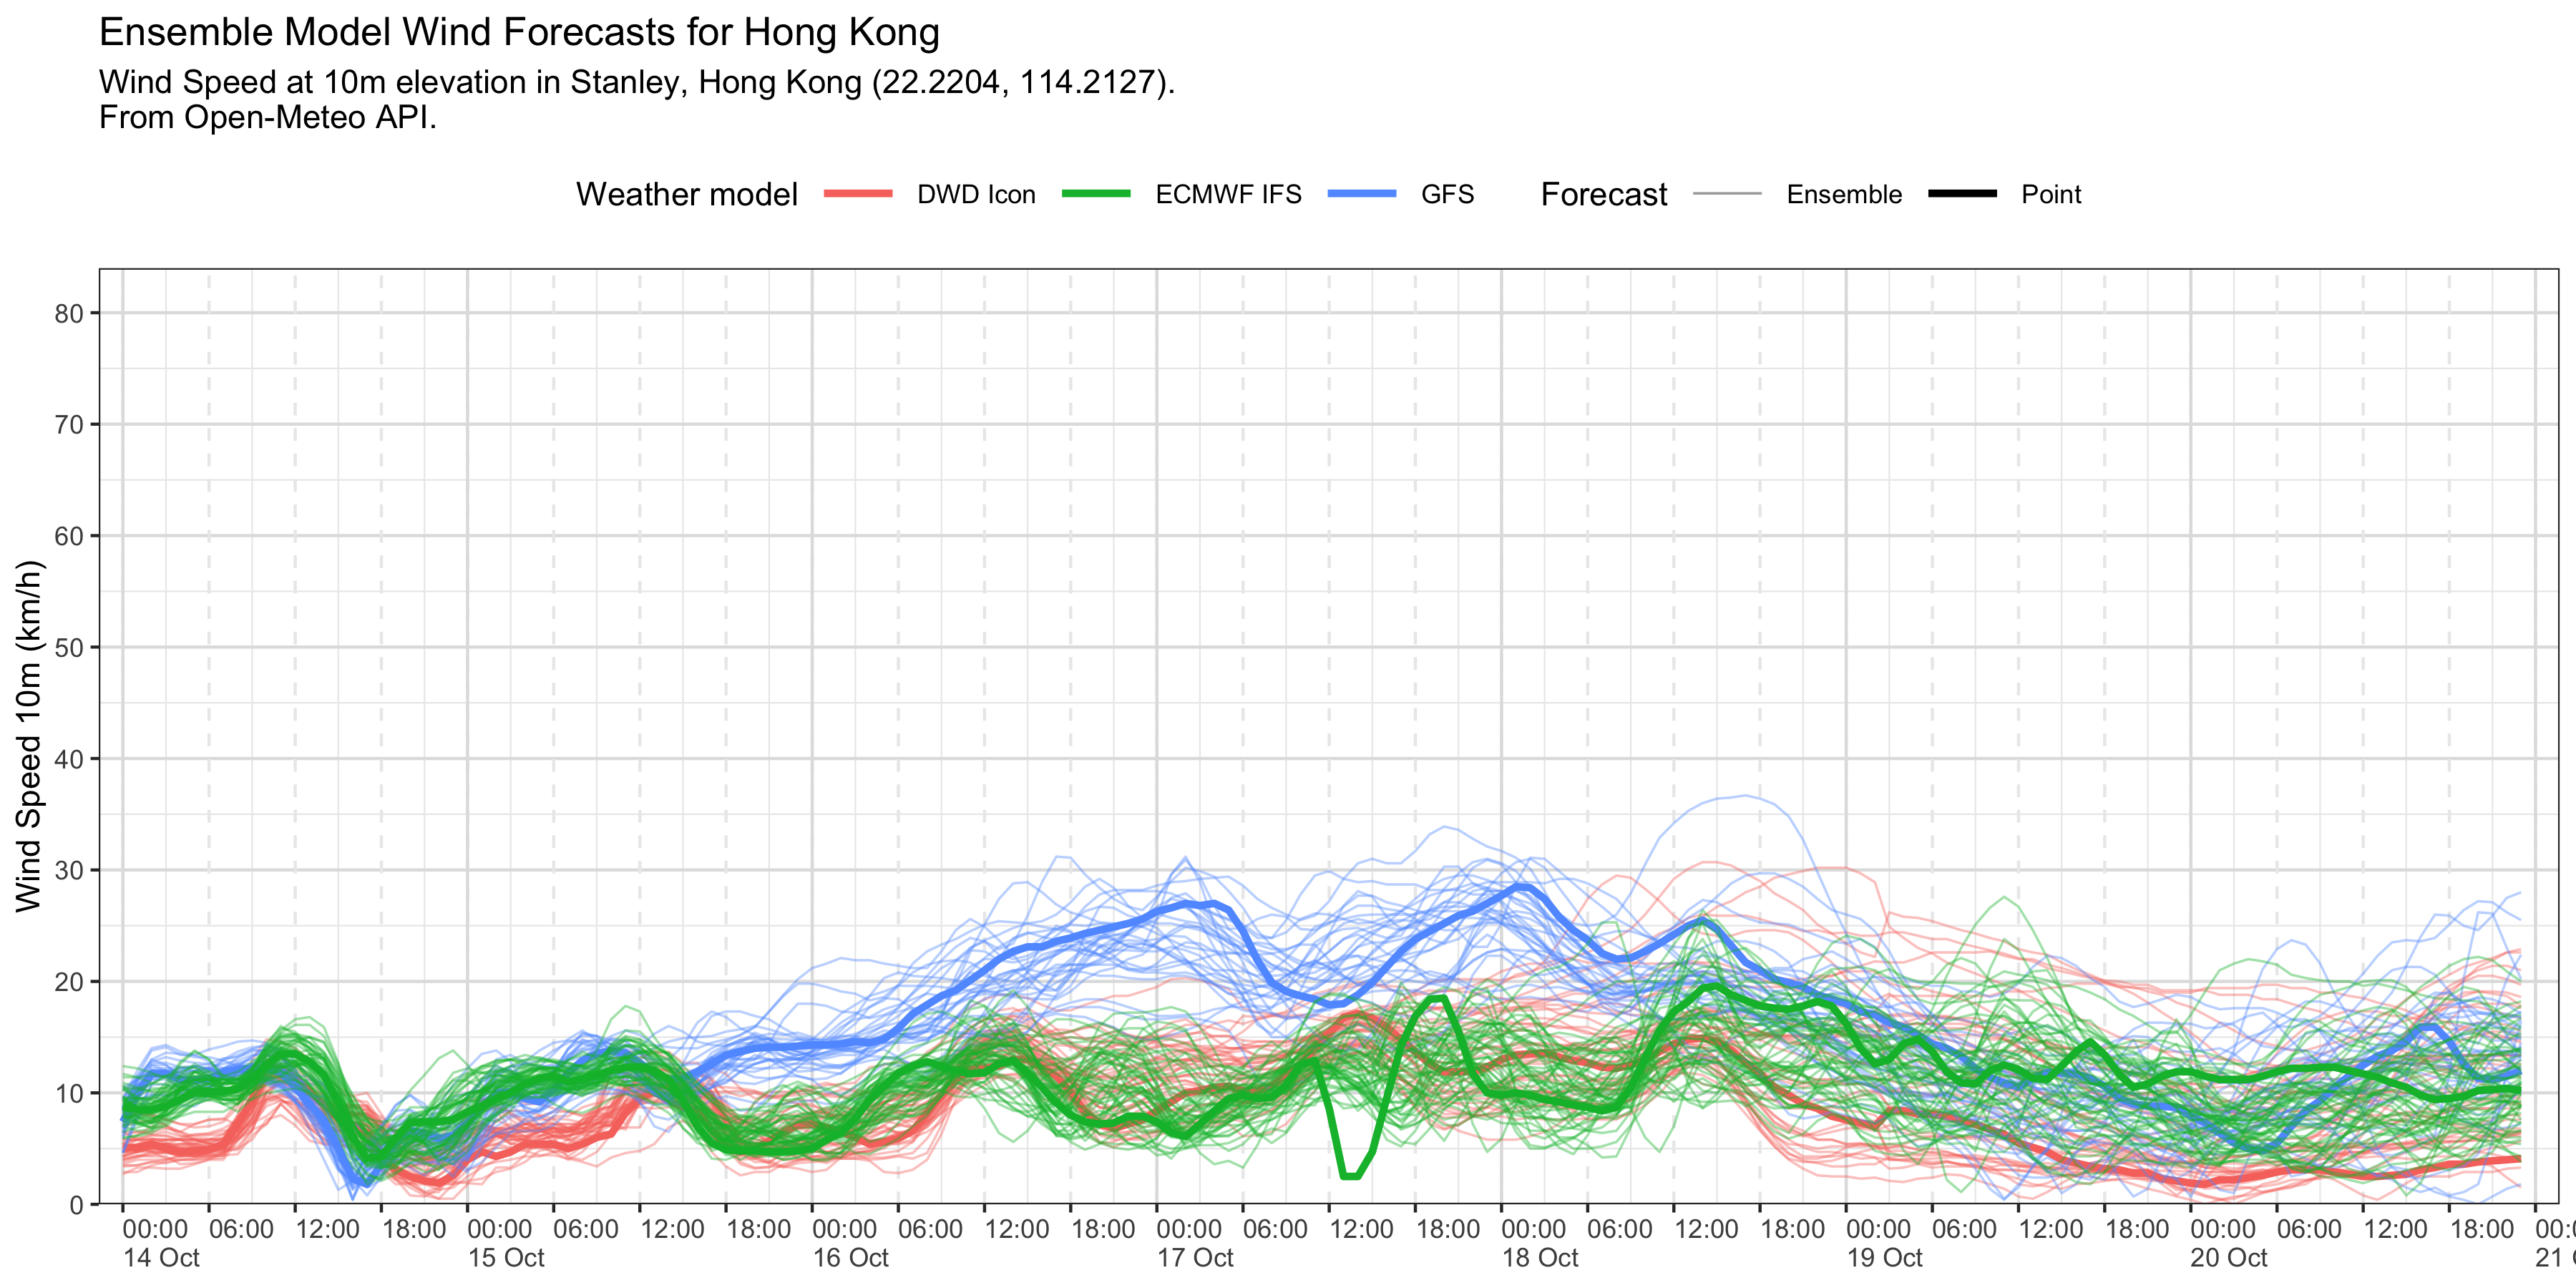 Ensemble Model Wind Forecasts for Hong Kong
Wind Speed at 10m elevation in Stanley, Hong Kong (22.2204, 114.2127).
From Open-Meteo API.
Weather model DWD Icon ECMWF IFS GFS Forecast Ensemble Point
Wind Speed 10m (km/h)
80
70
60
50
40
30
20
10
0
00:00 06:00 12:00 18:00 00:00 06:00 12:00 18:00 00:00 06:00 12:00 18:00 00:00 06:00 12:00 18:00 00:00 06:00 12:00 18:00 00:00 06:00 12:00 18:00 00:00 06:00 12:00 18:00
14 Oct 15 Oct 16 Oct 17 Oct 18 Oct 19 Oct 20 Oct 21